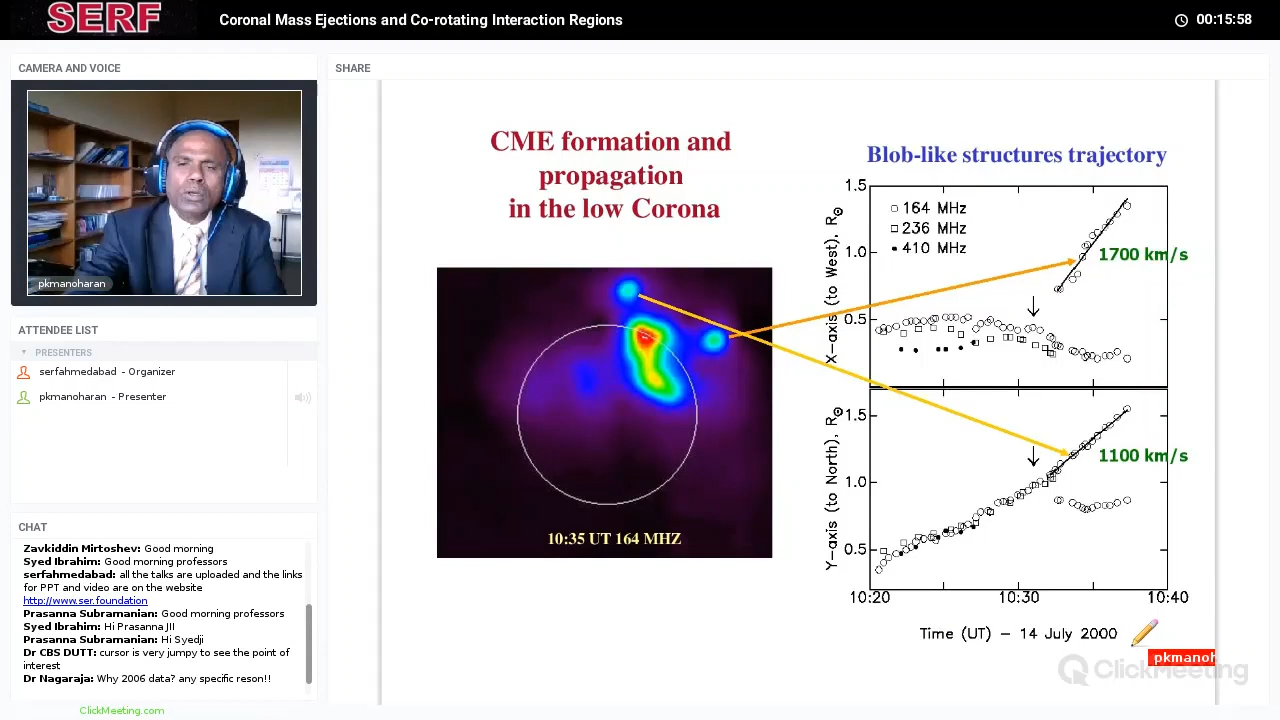 SERF
Coronal Mass Ejections and Co-rotating Interaction Regions
00:15:58
CAMERA AND VOICE
pkmanoharan
ATTENDEE LIST
PRESENTERS
serfahmedabad - Organizer
pkmanoharan - Presenter
CHAT
Zavkiddin Mirtoshev: Good morning
Syed Ibrahim: Good morning professors
serfahmedabad: all the talks are uploaded and the links
for PPT and video are on the website
http://www.ser.foundation
Prasanna Subramanian: Good morning professors
Syed Ibrahim: Hi Prasanna JII
Prasanna Subramanian: Hi Syedji
Dr CBS DUTT: cursor is very jumpy to see the point of
interest
Dr Nagaraja: Why 2006 data? any specific reson!!
ClickMeeting.com
SHARE
CME formation and
propagation
in the low Corona
10:35 UT 164 MHZ
Blob-like structures trajectory
X-axis (to West), R⊙
1.5
1.0
0.5
164 MHz
236 MHz
410 MHz
1700 km/s
Y-axis (to North), R⊙
1.5
1.0
0.5
1100 km/s
10:20 10:30 10:40
Time (UT) - 14 July 2000
pkmanoh
ClickMeeting